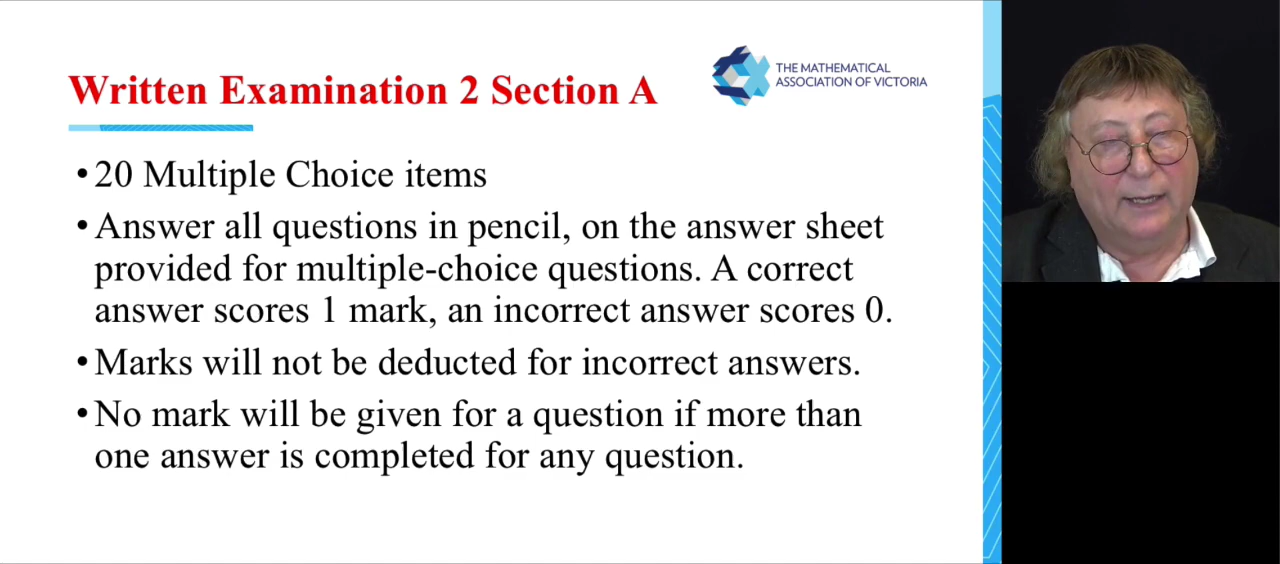 Written Examination 2 Section A
THE MATHEMATICAL
ASSOCIATION OF VICTORIA
•20 Multiple Choice items
•Answer all questions in pencil, on the answer sheet
provided for multiple-choice questions. A correct
answer scores 1 mark, an incorrect answer scores 0.
•Marks will not be deducted for incorrect answers.
•No mark will be given for a question if more than
one answer is completed for any question.